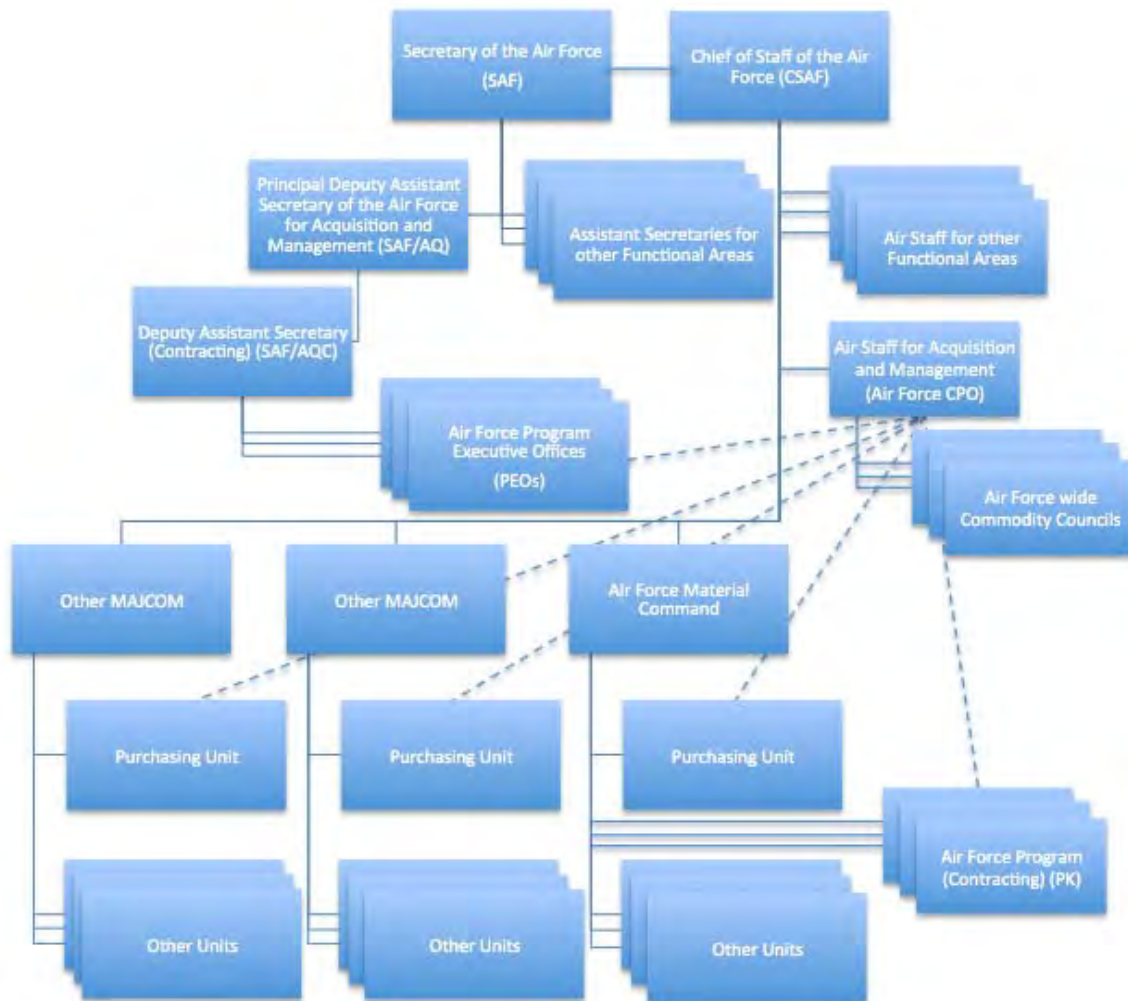 Secretary of the Air Force
(SAF)
Chief of Staff of the Air
Force (CSAF)
Principal Deputy Assistant
Secretary of the Air Force
for Acquisition and
Management (SAF/AQ)
Assistant Secretaries for
other Functional Areas
Air Staff for other
Functional Areas
Deputy Assistant Secretary
(Contracting) (SAF/AQC)
Air Staff for Acquisition
and Management
(Air Force CPO)
Air Force Program
Executive Offices
(PEOs)
Air Force wide
Commodity Councils
Other MAJCOM
Other MAJCOM
Air Force Material
Command
Purchasing Unit
Purchasing Unit
Purchasing Unit
Air Force Program
(Contracting) (PK)
Other Units
Other Units
Other Units